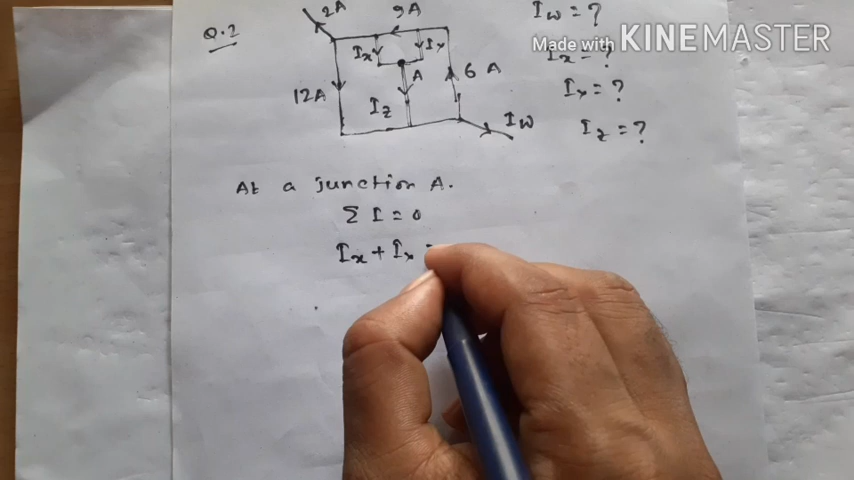 Q.2
2A
9A
Ix
Iy
A
6 A
12A
Iz
Iw
Iw = ?
Made with KINEMASTER
Ix = ?
Iy = ?
Iz = ?
At a junction A.
Σ I = 0
Ix + Iy =